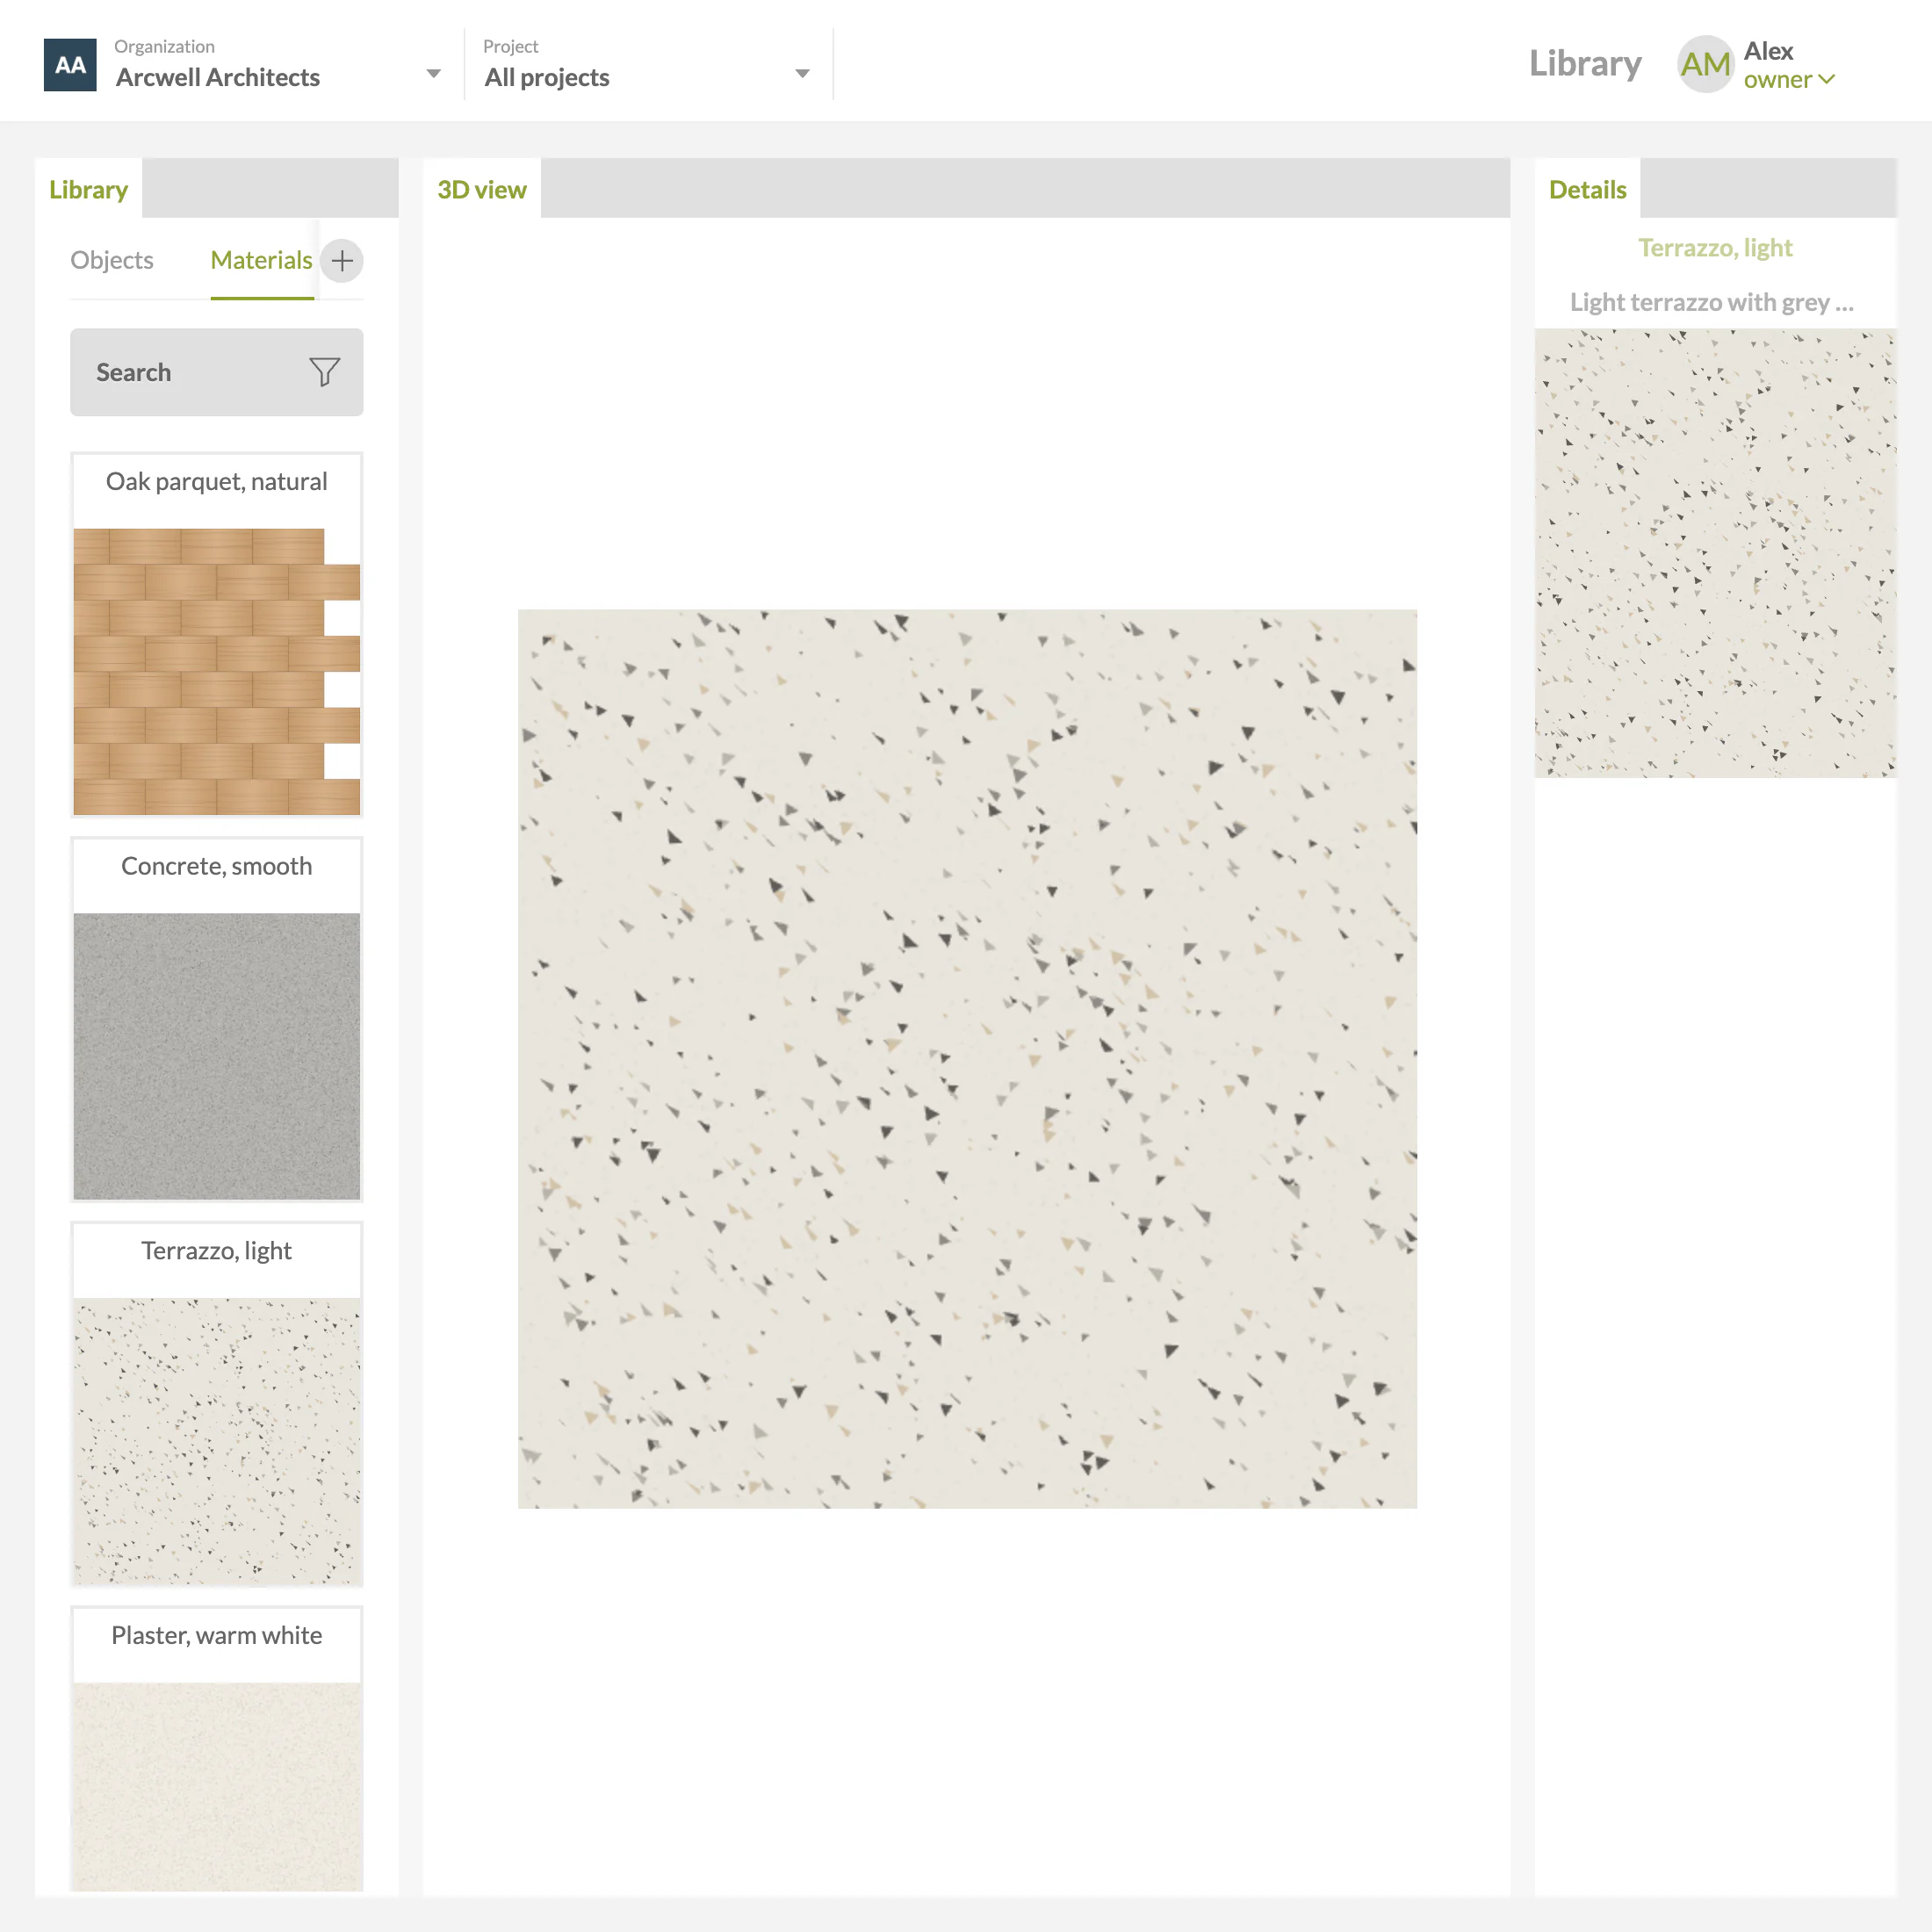 AA
Organization
Arcwell Architects
Project
All projects
Library
AM
Alex
owner
Library
3D view
Details
Objects
Materials
Search
Oak parquet, natural
Concrete, smooth
Terrazzo, light
Plaster, warm white
Terrazzo, light
Light terrazzo with grey ...